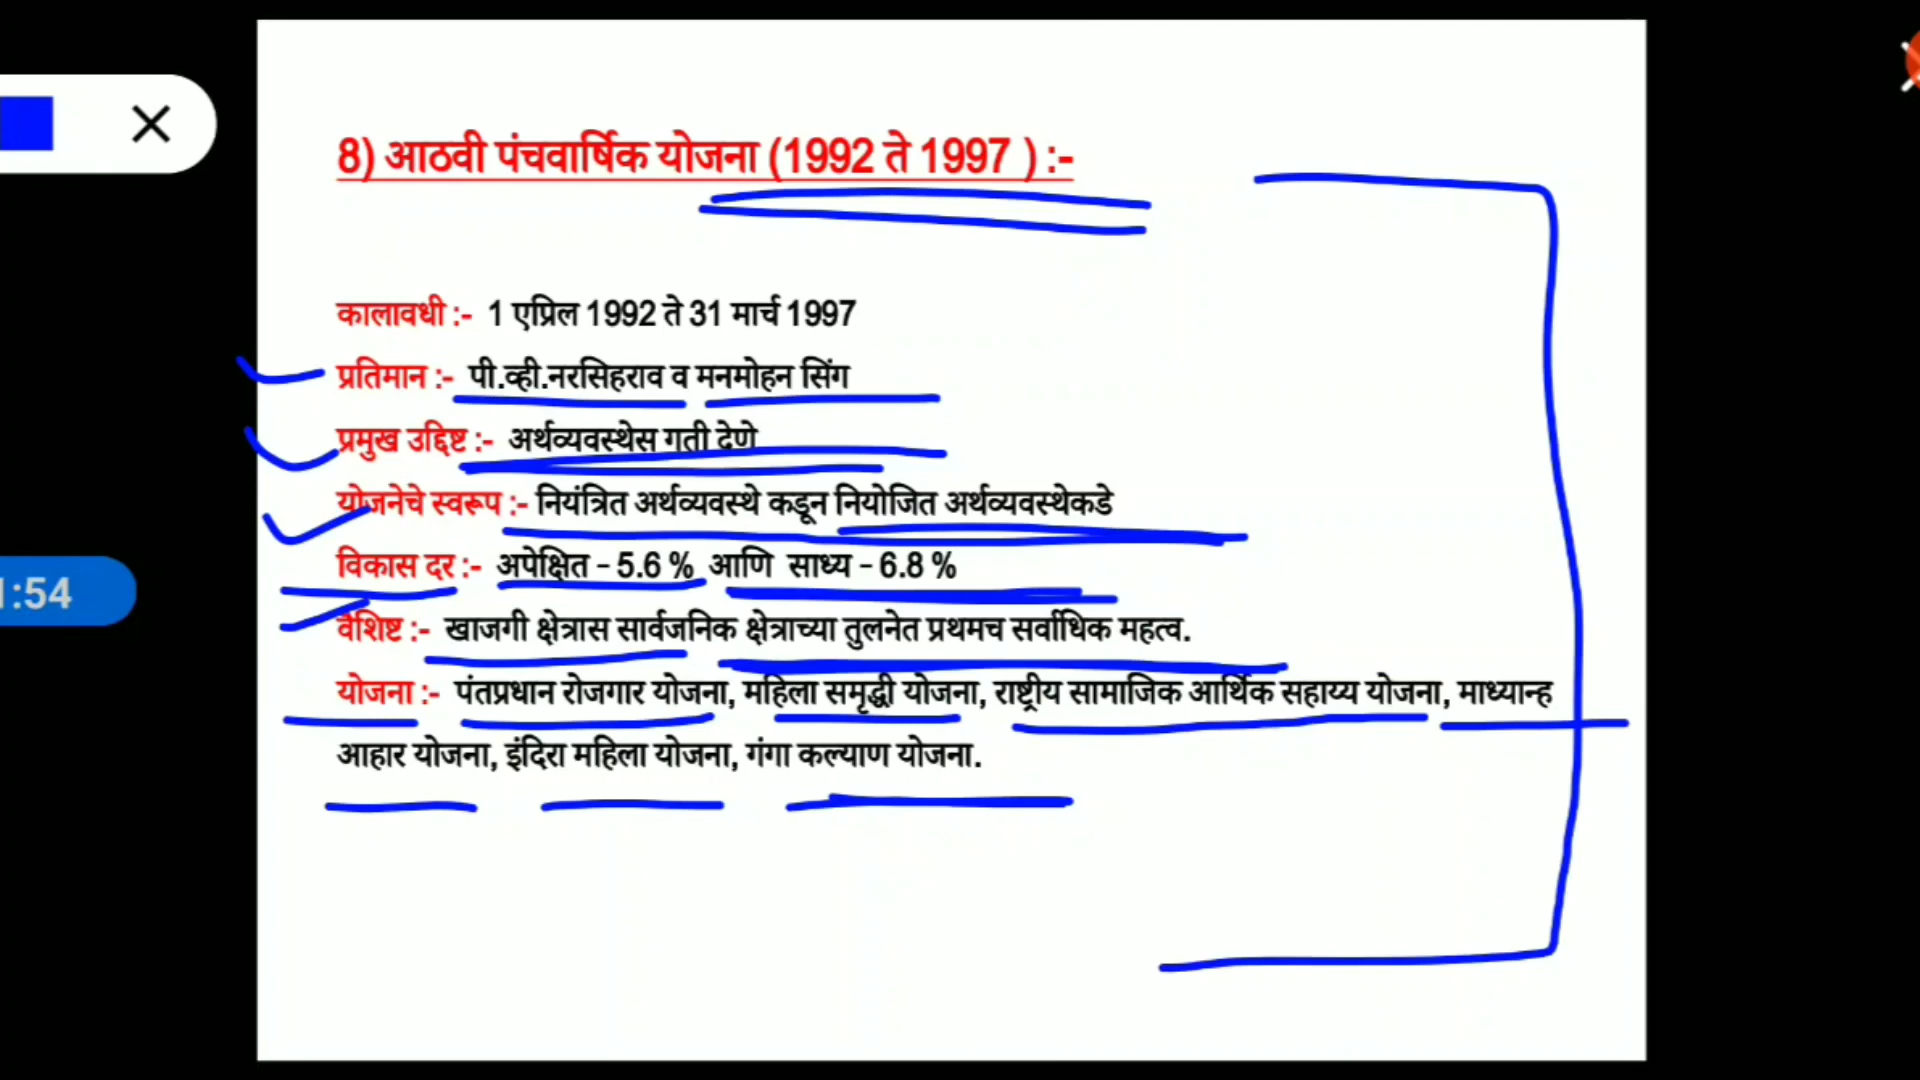 8) आठवी पंचवार्षिक योजना (1992 ते 1997 ) :-
कालावधी :- 1 एप्रिल 1992 ते 31 मार्च 1997
प्रतिमान :- पी.व्ही.नरसिहराव व मनमोहन सिंग
प्रमुख उद्दिष्ट :- अर्थव्यवस्थेस गती देणे
योजनेचे स्वरूप :- नियंत्रित अर्थव्यवस्थे कडून नियोजित अर्थव्यवस्थेकडे
विकास दर :- अपेक्षित – 5.6 % आणि साध्य – 6.8 %
वैशिष्ट :- खाजगी क्षेत्रास सार्वजनिक क्षेत्राच्या तुलनेत प्रथमच सर्वाधिक महत्व.
योजना :- पंतप्रधान रोजगार योजना, महिला समृद्धी योजना, राष्ट्रीय सामाजिक आर्थिक सहाय्य योजना, माध्यान्ह
आहार योजना, इंदिरा महिला योजना, गंगा कल्याण योजना.
1:54